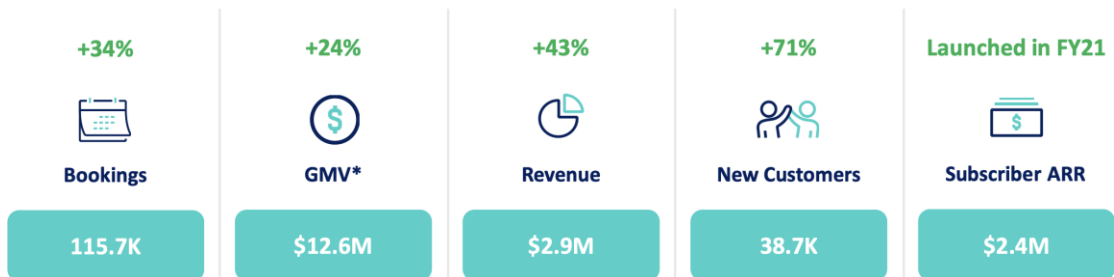 +34%
+24%
+43%
+71%
Launched in FY21
$
$
Bookings
GMV*
Revenue
New Customers
Subscriber ARR
115.7K
$12.6M
$2.9M
38.7K
$2.4M